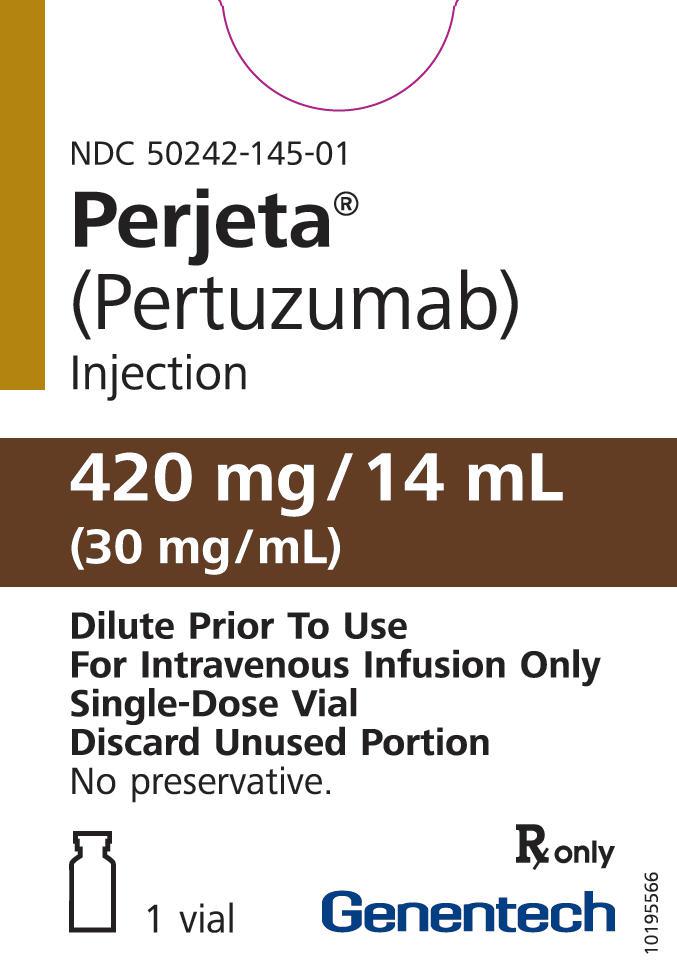 NDC 50242-145-01
Perjeta®
(Pertuzumab)
Injection
420 mg/14 mL
(30 mg/mL)
Dilute Prior To Use
For Intravenous Infusion Only
Single-Dose Vial
Discard Unused Portion
No preservative.
Rx only
1 vial
Genentech
10195566